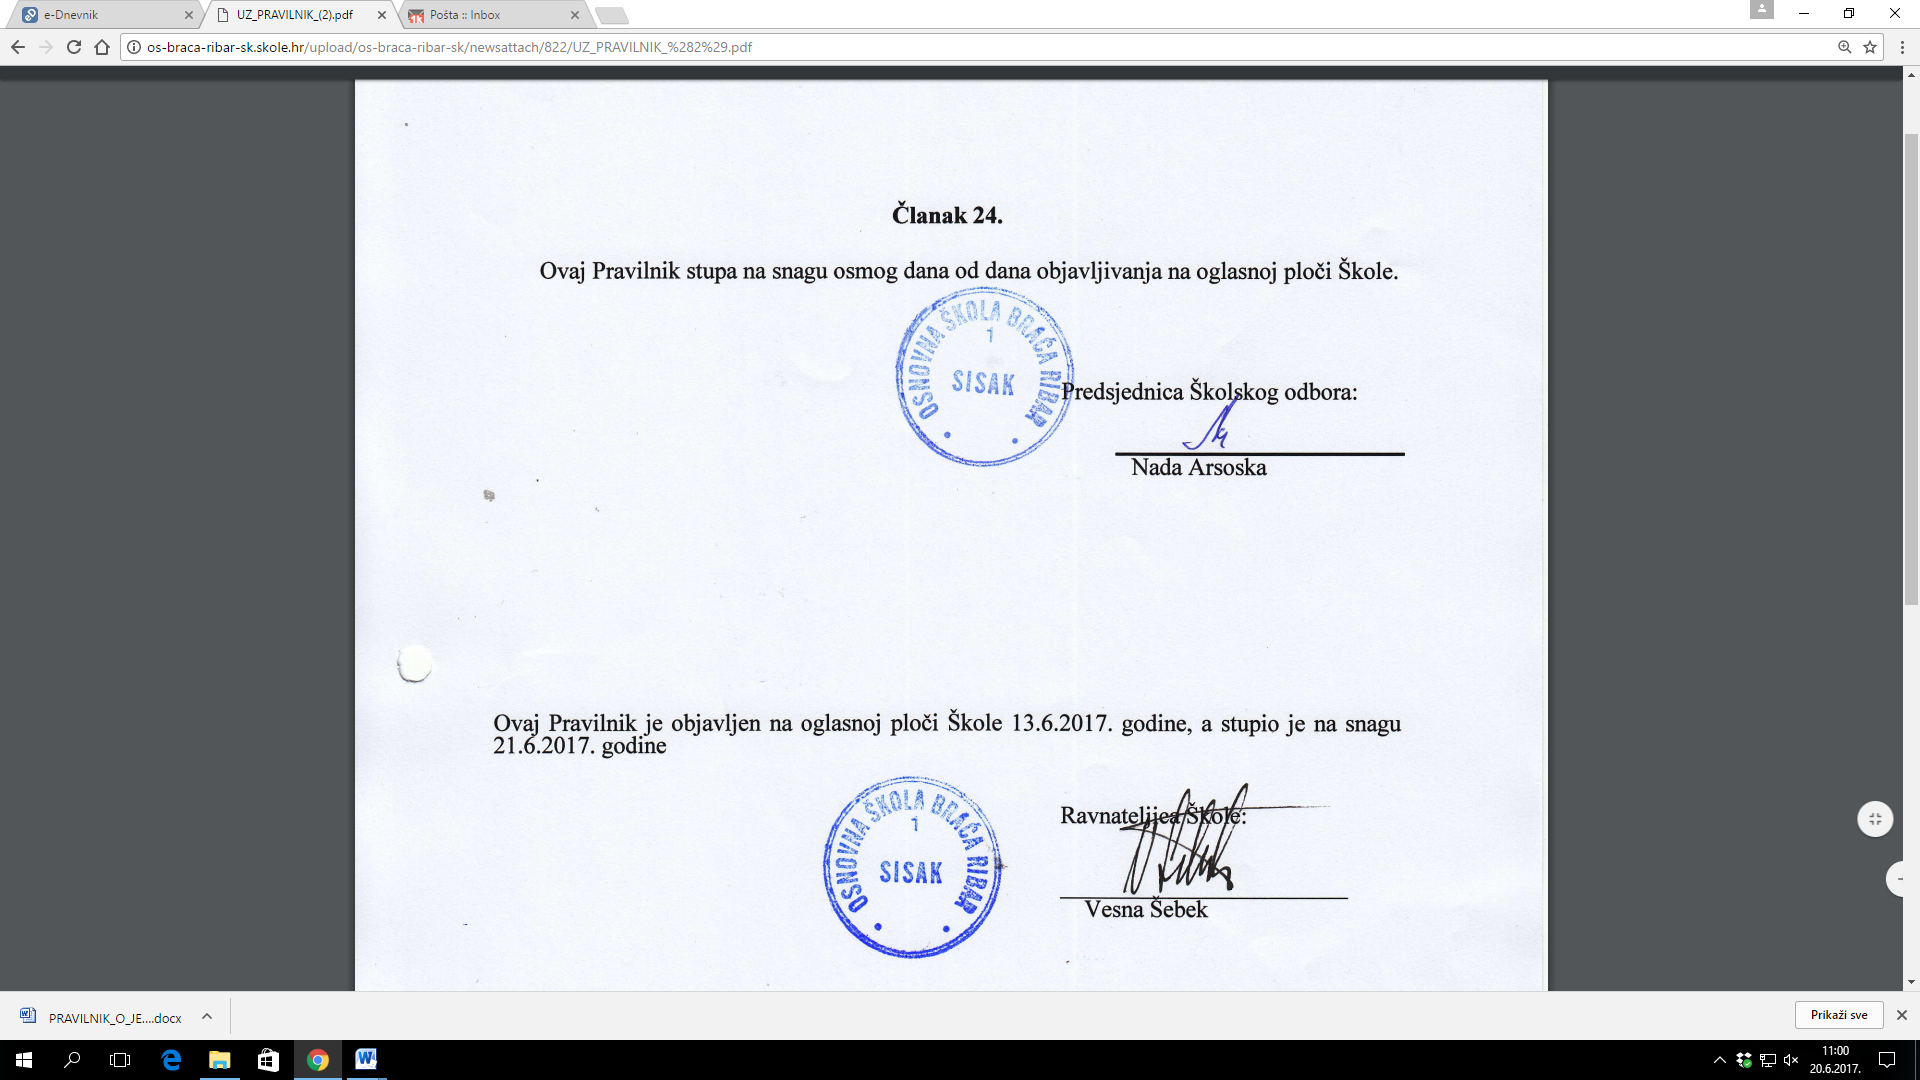 e-Dnevnik
UZ_PRAVILNIK_(2).pdf
Pošta :: Inbox
os-braca-ribar-sk.skole.hr/upload/os-braca-ribar-sk/newsattach/822/UZ_PRAVILNIK_%282%29.pdf
Članak 24.
Ovaj Pravilnik stupa na snagu osmog dana od dana objavljivanja na oglasnoj ploči Škole.
OSNOVNA ŠKOLA BRAĆA RIBAR
1
SISAK
Predsjednica Školskog odbora:
Nada Arsoska
Ovaj Pravilnik je objavljen na oglasnoj ploči Škole 13.6.2017. godine, a stupio je na snagu
21.6.2017. godine
OSNOVNA ŠKOLA BRAĆA RIBAR
1
SISAK
Ravnateljica Škole:
Vesna Šebek
PRAVILNIK_O_JE....docx
Prikaži sve
11:00
20.6.2017.